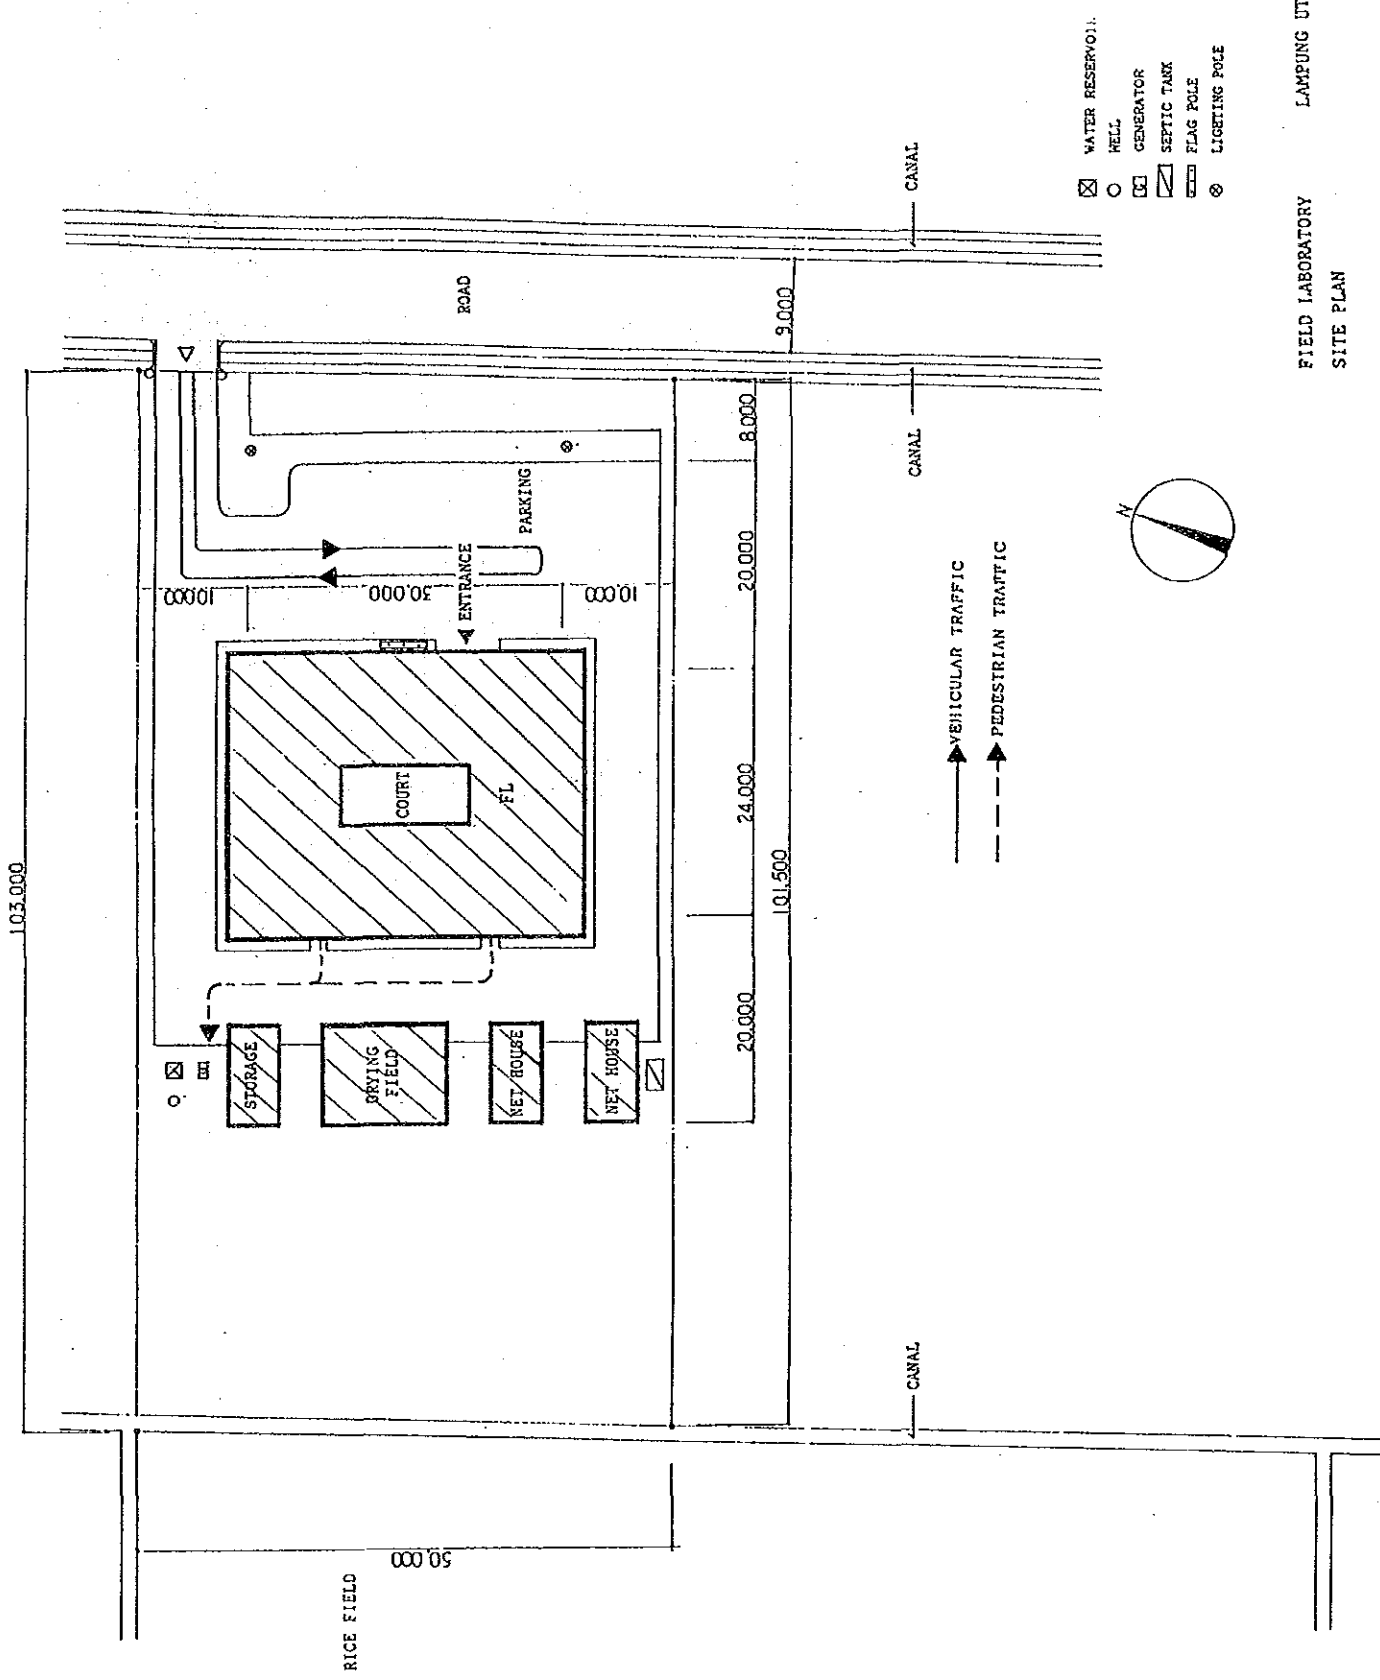 103.000
RICE FIELD
50.000
STORAGE
DRYING
FIELD
NET HOUSE
NET HOUSE
COURT
FL
10.000
30.000
10.000
ENTRANCE
PARKING
ROAD
20.000
24.000
20.000
8.000
9.000
101.500
CANAL
CANAL
CANAL
VEHICULAR TRAFFIC
PEDESTRIAN TRAFFIC
N
WATER RESERVOIR
WELL
G GENERATOR
SEPTIC TANK
FLAG POLE
LIGHTING POLE
FIELD LABORATORY LAMPUNG UT
SITE PLAN